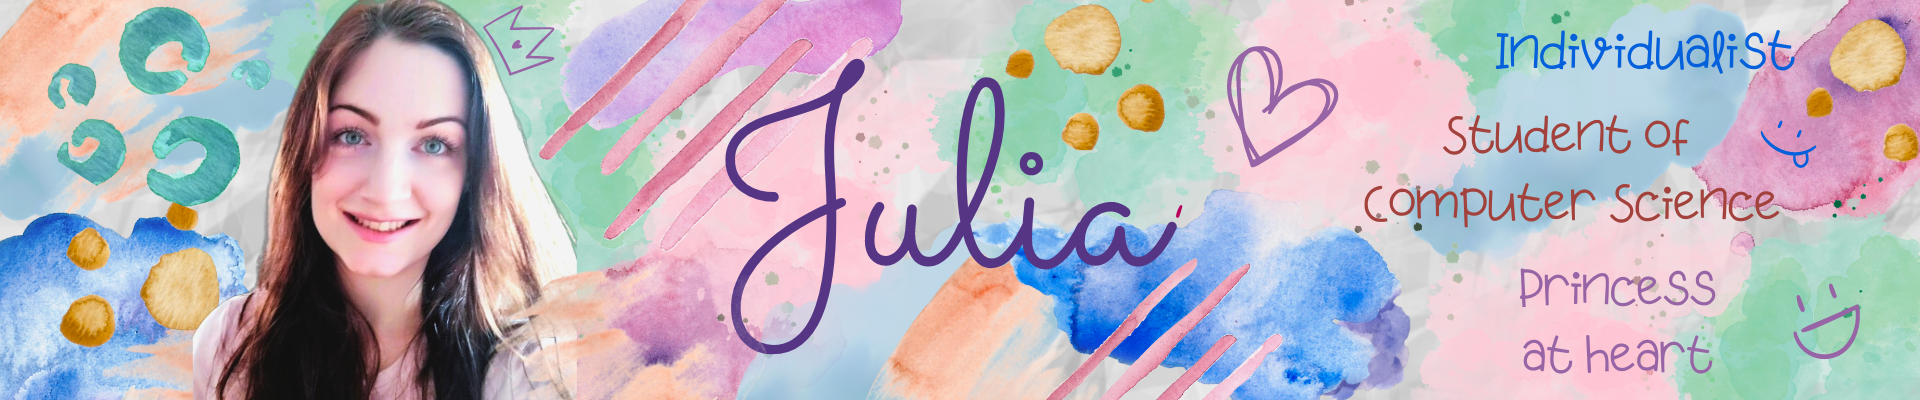 Julia
Individualist
Student of
Computer Science
Princess
at heart